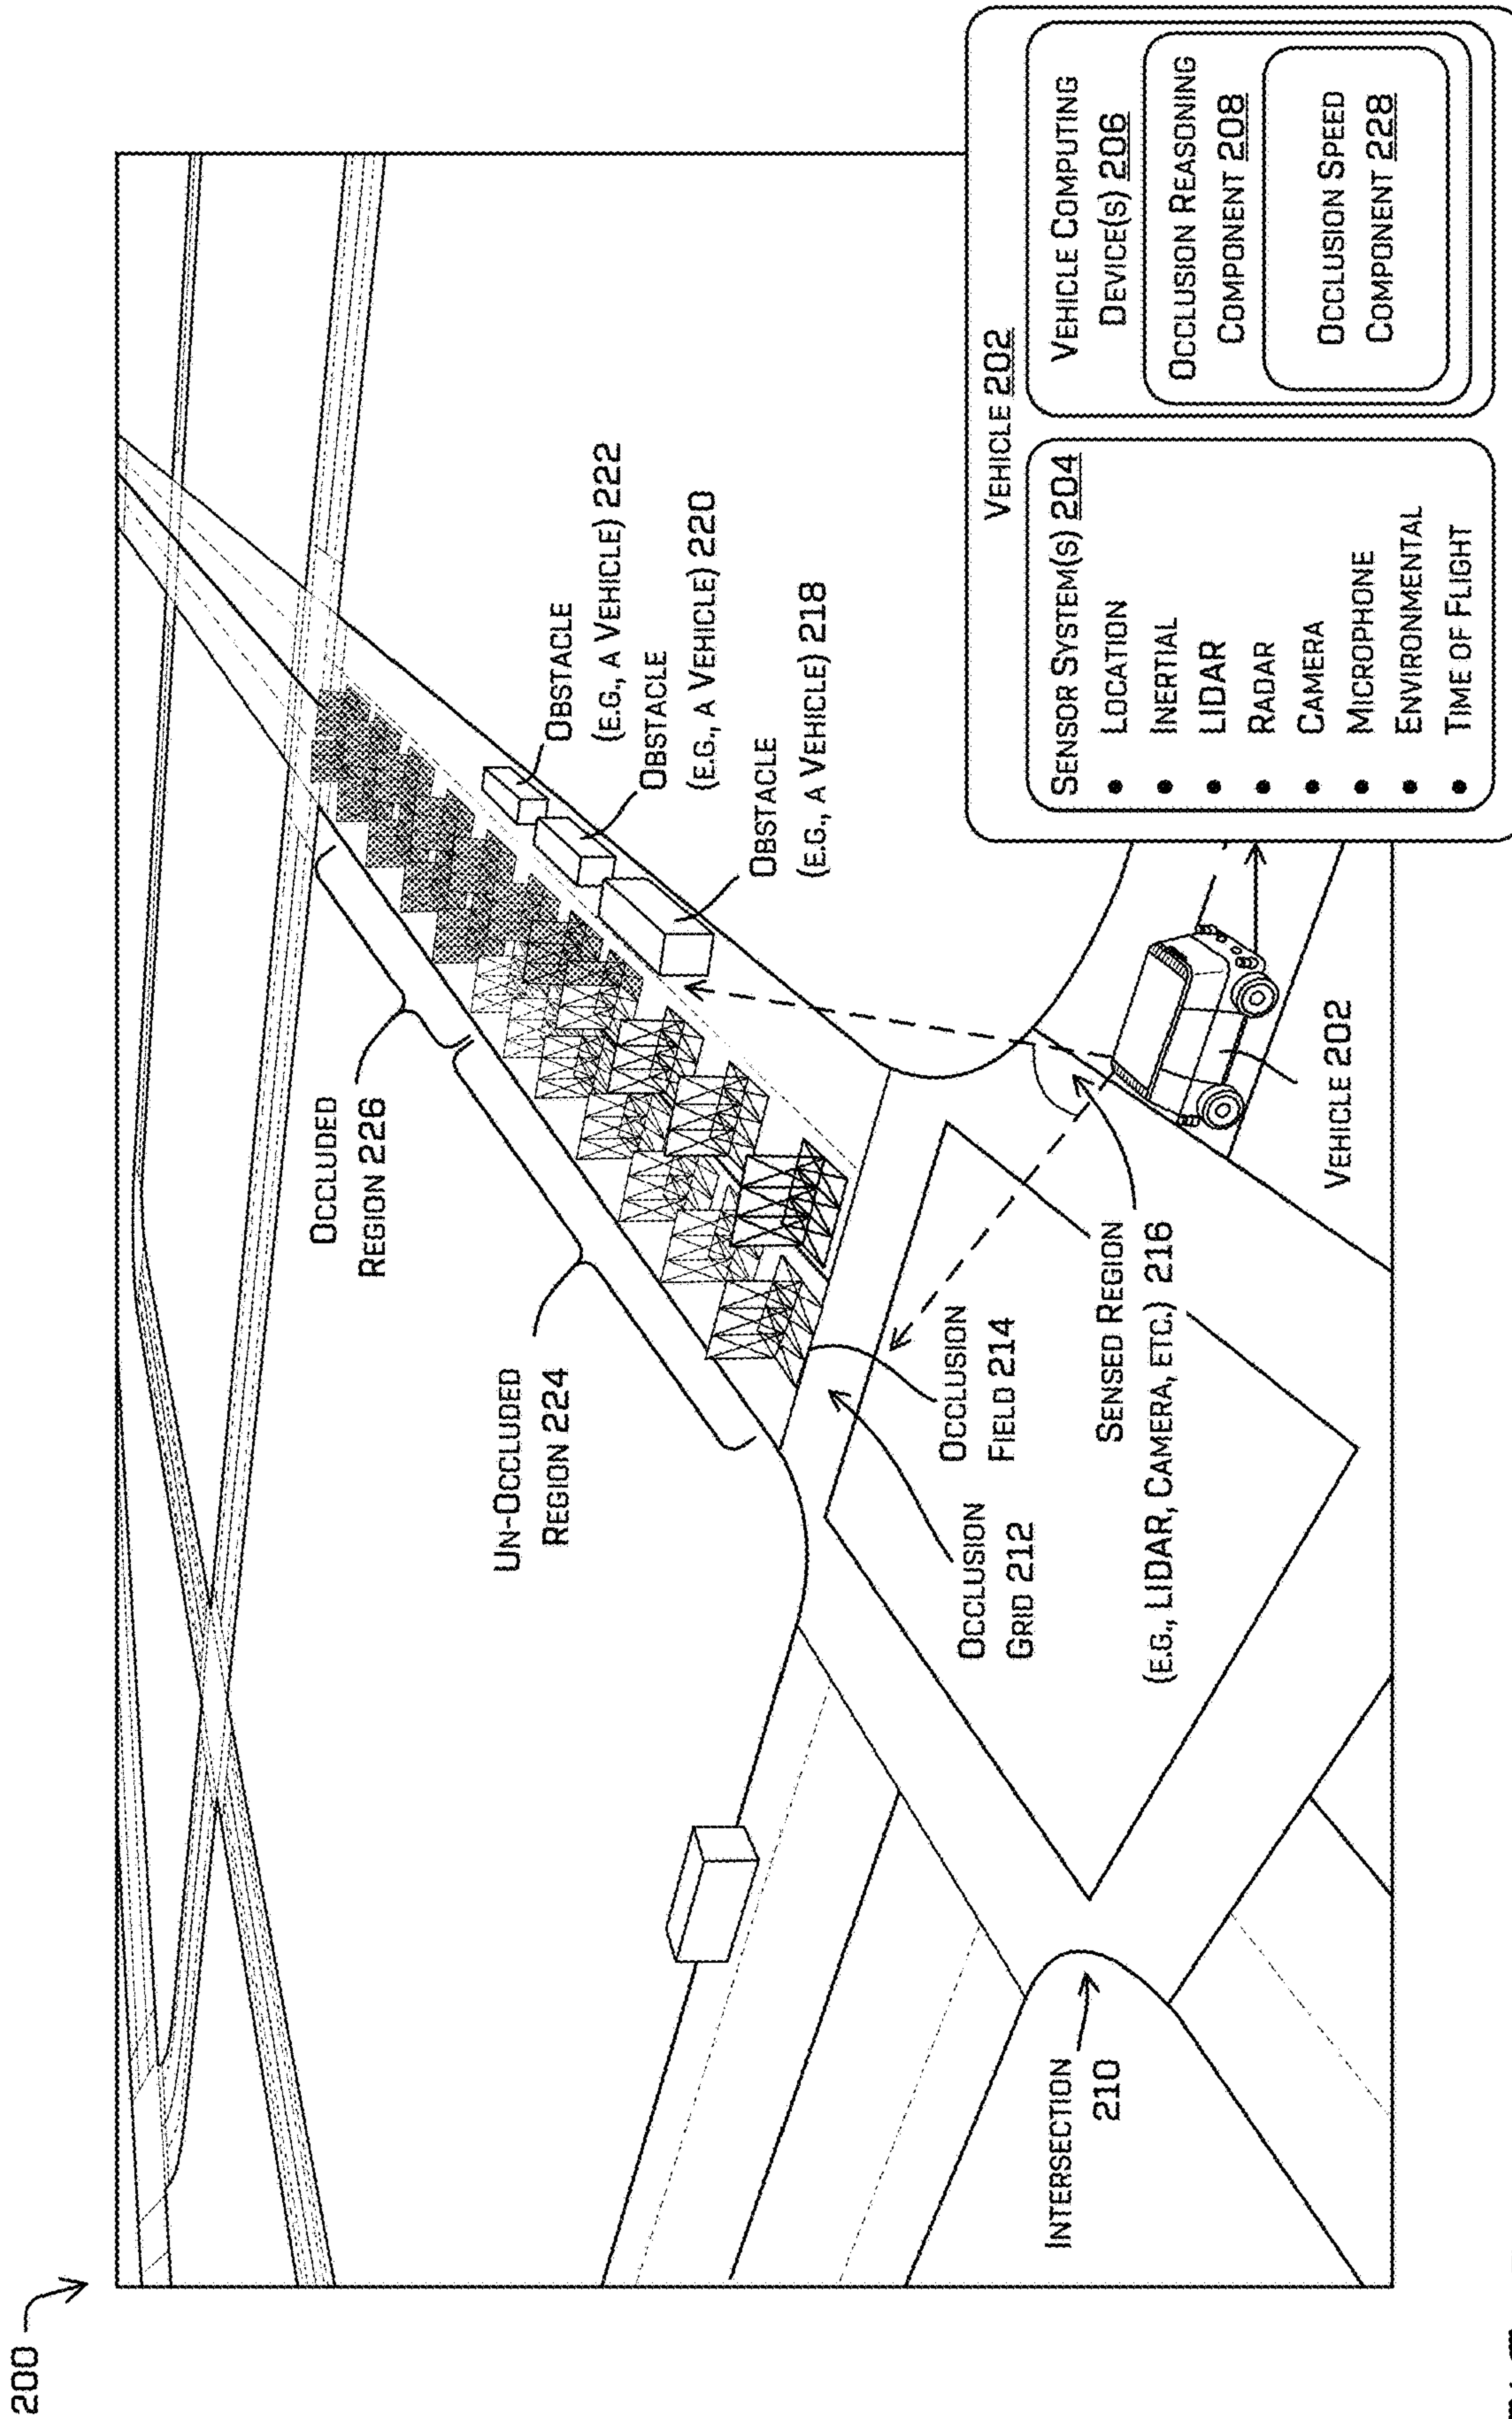 200
VEHICLE 202
SENSOR SYSTEM(S) 204
• LOCATION
• INERTIAL
• LIDAR
• RADAR
• CAMERA
• MICROPHONE
• ENVIRONMENTAL
• TIME OF FLIGHT
VEHICLE COMPUTING
DEVICE(S) 206
OCCLUSION REASONING
COMPONENT 208
OCCLUSION SPEED
COMPONENT 228
OCCLUDED
REGION 226
UN-OCCLUDED
REGION 224
OBSTACLE
(E.G., A VEHICLE) 222
OBSTACLE
(E.G., A VEHICLE) 220
OBSTACLE
(E.G., A VEHICLE) 218
OCCLUSION
FIELD 214
OCCLUSION
GRID 212
SENSED REGION
(E.G., LIDAR, CAMERA, ETC.) 216
VEHICLE 202
INTERSECTION
210